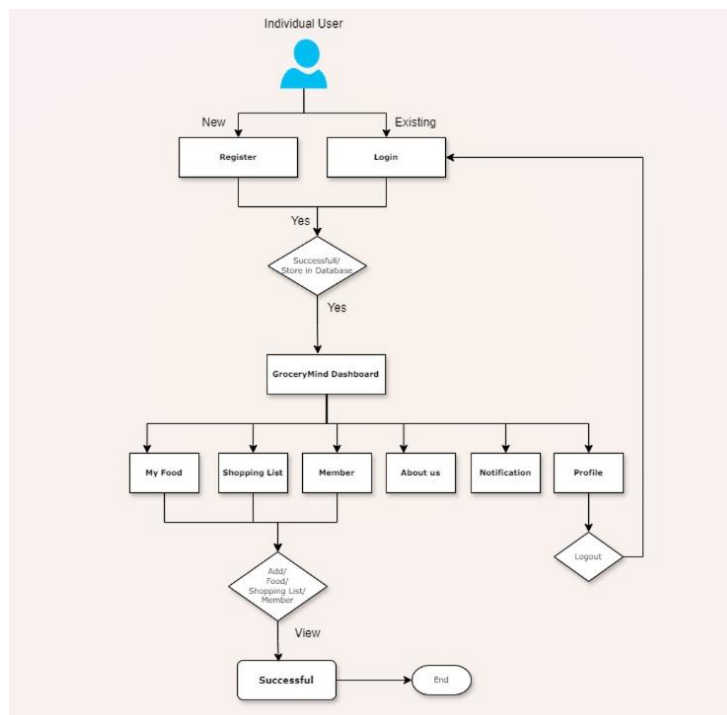 Individual User
New
Existing
Register
Login
Yes
Successfull/
Store in Database
Yes
GroceryMind Dashboard
My Food
Shopping List
Member
About us
Notification
Profile
Logout
Add/
Food/
Shopping List/
Member
View
Successful
End